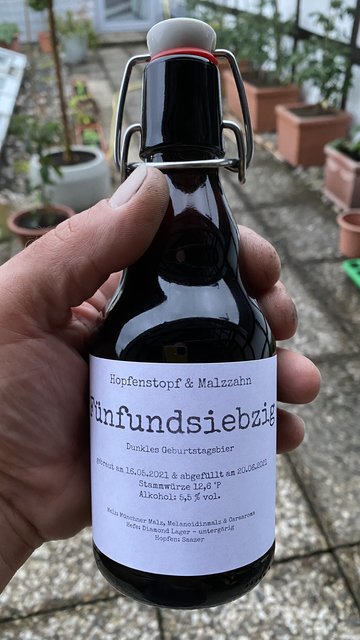 Hopfenstopf & Malzzahn
Fünfundsiebzig
Dunkles Geburtstagsbier
gebraut am 16.05.2021 & abgefüllt am 20.06.2021
Stammwürze 12,6 °P
Alkohol: 5,5 % vol.
Malz: Münchner Malz, Melanoidinmalz & Caraaroma
Hefe: Diamond Lager - untergärig
Hopfen: Saazer